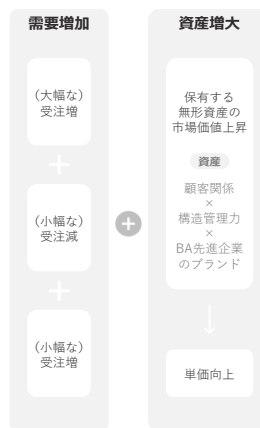 需要増加
(大幅な)
受注増
+
(小幅な)
受注減
+
(小幅な)
受注増
+
資産増大
保有する
無形資産の
市場価値上昇
資産
顧客関係
×
構造管理力
×
BA先進企業
のブランド
↓
単価向上